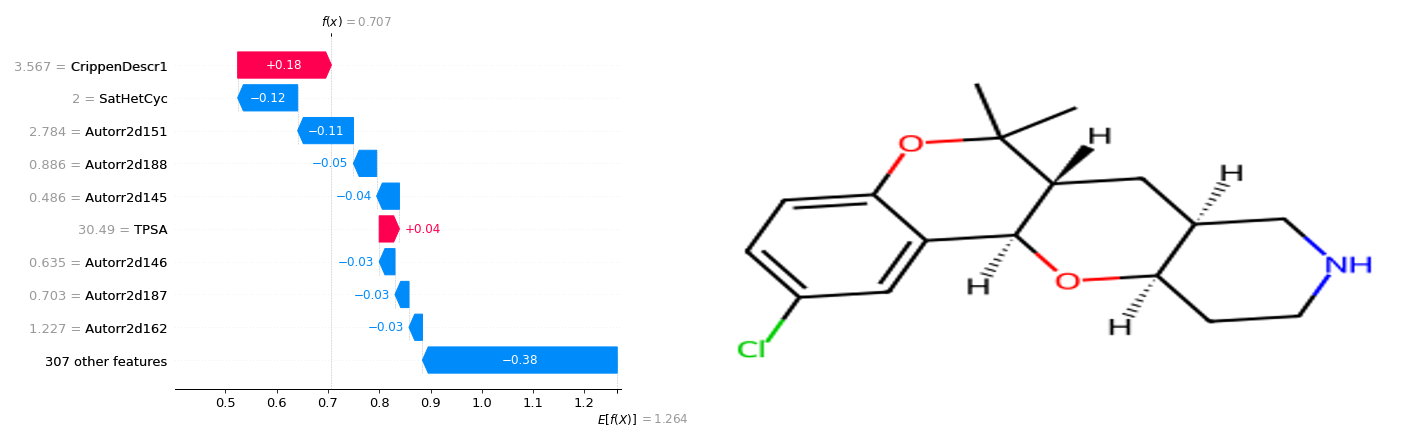 f(x) = 0.707
3.567 = CrippenDescr1
+0.18
2 = SatHetCyc
−0.12
2.784 = Autorr2d151
−0.11
0.886 = Autorr2d188
−0.05
0.486 = Autorr2d145
−0.04
30.49 = TPSA
+0.04
0.635 = Autorr2d146
−0.03
0.703 = Autorr2d187
−0.03
1.227 = Autorr2d162
−0.03
307 other features
−0.38
0.5 0.6 0.7 0.8 0.9 1.0 1.1 1.2
E[f(X)] = 1.264
H
O
H
NH
O
H
H
Cl